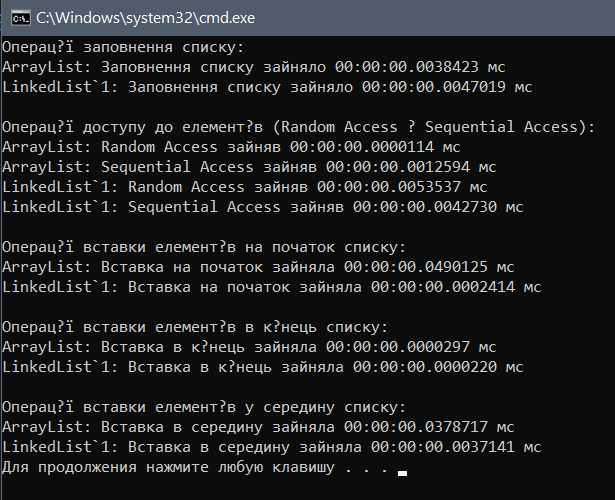 C:\Windows\system32\cmd.exe
Операц?ї заповнення списку:
ArrayList: Заповнення списку зайняло 00:00:00.0038423 мс
LinkedList`1: Заповнення списку зайняло 00:00:00.0047019 мс
Операц?ї доступу до елемент?в (Random Access ? Sequential Access):
ArrayList: Random Access зайняв 00:00:00.0000114 мс
ArrayList: Sequential Access зайняв 00:00:00.0012594 мс
LinkedList`1: Random Access зайняв 00:00:00.0053537 мс
LinkedList`1: Sequential Access зайняв 00:00:00.0042730 мс
Операц?ї вставки елемент?в на початок списку:
ArrayList: Вставка на початок зайняла 00:00:00.0490125 мс
LinkedList`1: Вставка на початок зайняла 00:00:00.0002414 мс
Операц?ї вставки елемент?в в к?нець списку:
ArrayList: Вставка в к?нець зайняла 00:00:00.0000297 мс
LinkedList`1: Вставка в к?нець зайняла 00:00:00.0000220 мс
Операц?ї вставки елемент?в у середину списку:
ArrayList: Вставка в середину зайняла 00:00:00.0378717 мс
LinkedList`1: Вставка в середину зайняла 00:00:00.0037141 мс
Для продолжения нажмите любую клавишу . . .